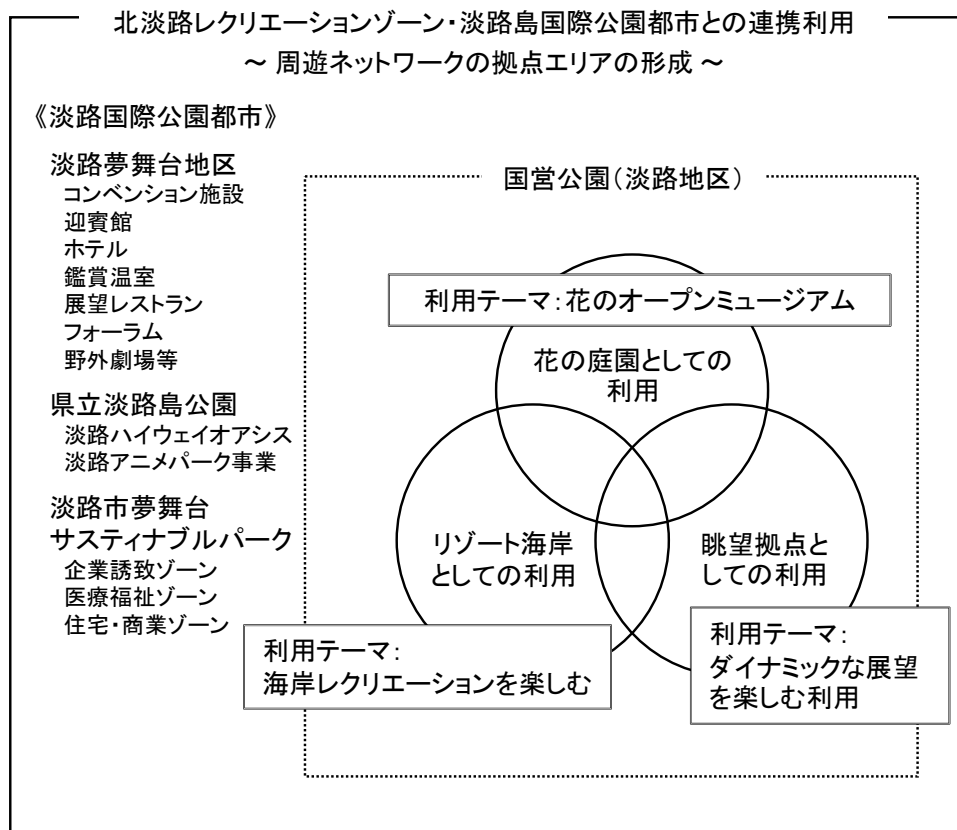 北淡路レクリエーションゾーン・淡路島国際公園都市との連携利用
～ 周遊ネットワークの拠点エリアの形成 ～
《淡路国際公園都市》
淡路夢舞台地区
コンベンション施設
迎賓館
ホテル
鑑賞温室
展望レストラン
フォーラム
野外劇場等
県立淡路島公園
淡路ハイウェイオアシス
淡路アニメパーク事業
淡路市夢舞台
サスティナブルパーク
企業誘致ゾーン
医療福祉ゾーン
住宅・商業ゾーン
国営公園(淡路地区)
利用テーマ：花のオープンミュージアム
花の庭園としての
利用
リゾート海岸
としての利用
眺望拠点と
しての利用
利用テーマ：
海岸レクリエーションを楽しむ
利用テーマ：
ダイナミックな展望
を楽しむ利用